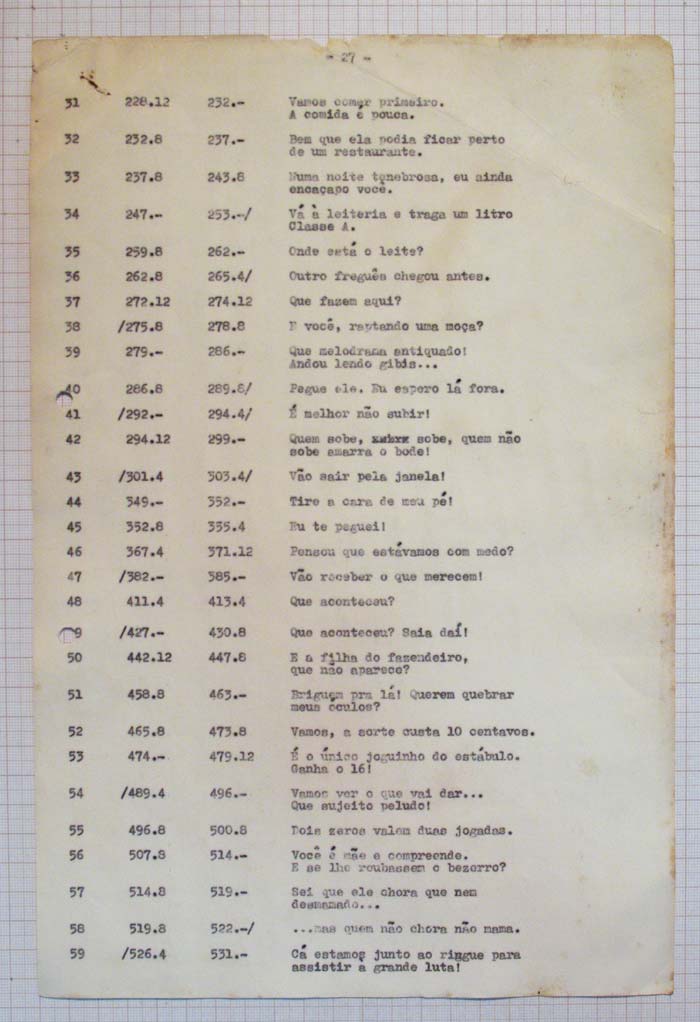 - 27 -
31 228.12 232.- Vamos comer primeiro.
A comida é pouca.
32 232.8 237.- Bem que ela podia ficar perto
de um restaurante.
33 237.8 243.8 Numa noite tenebrosa, eu ainda
encaçapo você.
34 247.- 253.-/ Vá à leiteria e traga um litro
Classe A.
35 259.8 262.- Onde está o leite?
36 262.8 265.4/ Outro freguês chegou antes.
37 272.12 274.12 Que fazem aqui?
38 /275.8 278.8 E você, raptando uma moça?
39 279.- 286.- Que melodrama antiquado!
Andou lendo gibis...
40 286.8 289.8/ Pegue ele. Eu espero lá fora.
41 /292.- 294.4/ É melhor não subir!
42 294.12 299.- Quem sobe, sobe, quem não
sobe amarra o bode!
43 /301.4 303.4/ Vão sair pela janela!
44 349.- 352.- Tire a cara de meu pé!
45 352.8 355.4 Eu te peguei!
46 367.4 371.12 Pensou que estávamos com medo?
47 /382.- 385.- Vão receber o que merecem!
48 411.4 413.4 Que aconteceu?
9 /427.- 430.8 Que aconteceu? Saia daí!
50 442.12 447.8 E a filha do fazendeiro,
que não aparece?
51 458.8 463.- Briguem pra lá! Querem quebrar
meus óculos?
52 465.8 473.8 Vamos, a sorte custa 10 centavos.
53 474.- 479.12 É o único joguinho do estábulo.
Ganha o 16!
54 /489.4 496.- Vamos ver o que vai dar...
Que sujeito peludo!
55 496.8 500.8 Dois zeros valem duas jogadas.
56 507.8 514.- Você é mãe e compreende.
E se lhe roubassem o bezerro?
57 514.8 519.- Sei que ele chora que nem
desmamado...
58 519.8 522.-/ ...mas quem não chora não mama.
59 /526.4 531.- Cá estamos junto ao ringue para
assistir à grande luta!